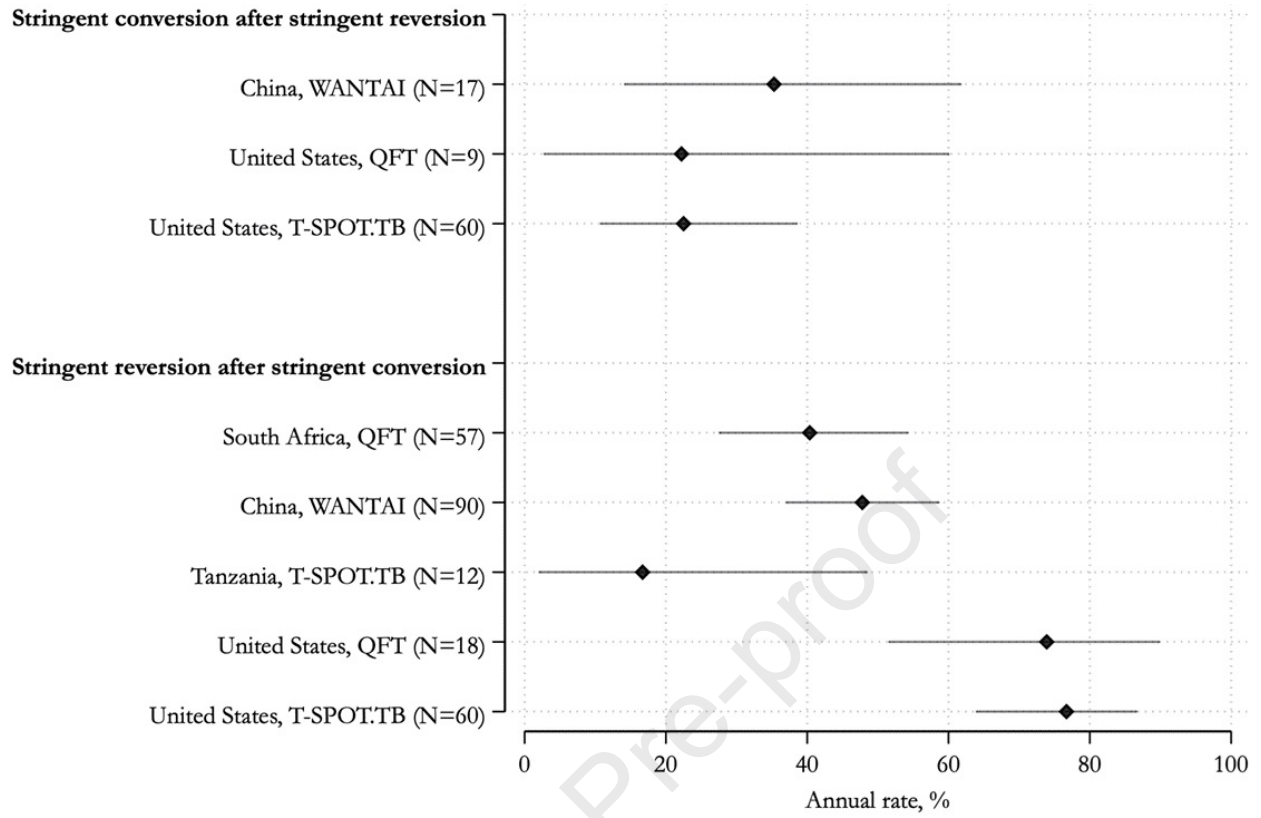 Stringent conversion after stringent reversion
China, WANTAI (N=17)
United States, QFT (N=9)
United States, T-SPOT.TB (N=60)
Stringent reversion after stringent conversion
South Africa, QFT (N=57)
China, WANTAI (N=90)
Tanzania, T-SPOT.TB (N=12)
United States, QFT (N=18)
United States, T-SPOT.TB (N=60)
0 20 40 60 80 100
Annual rate, %
Pre-proof